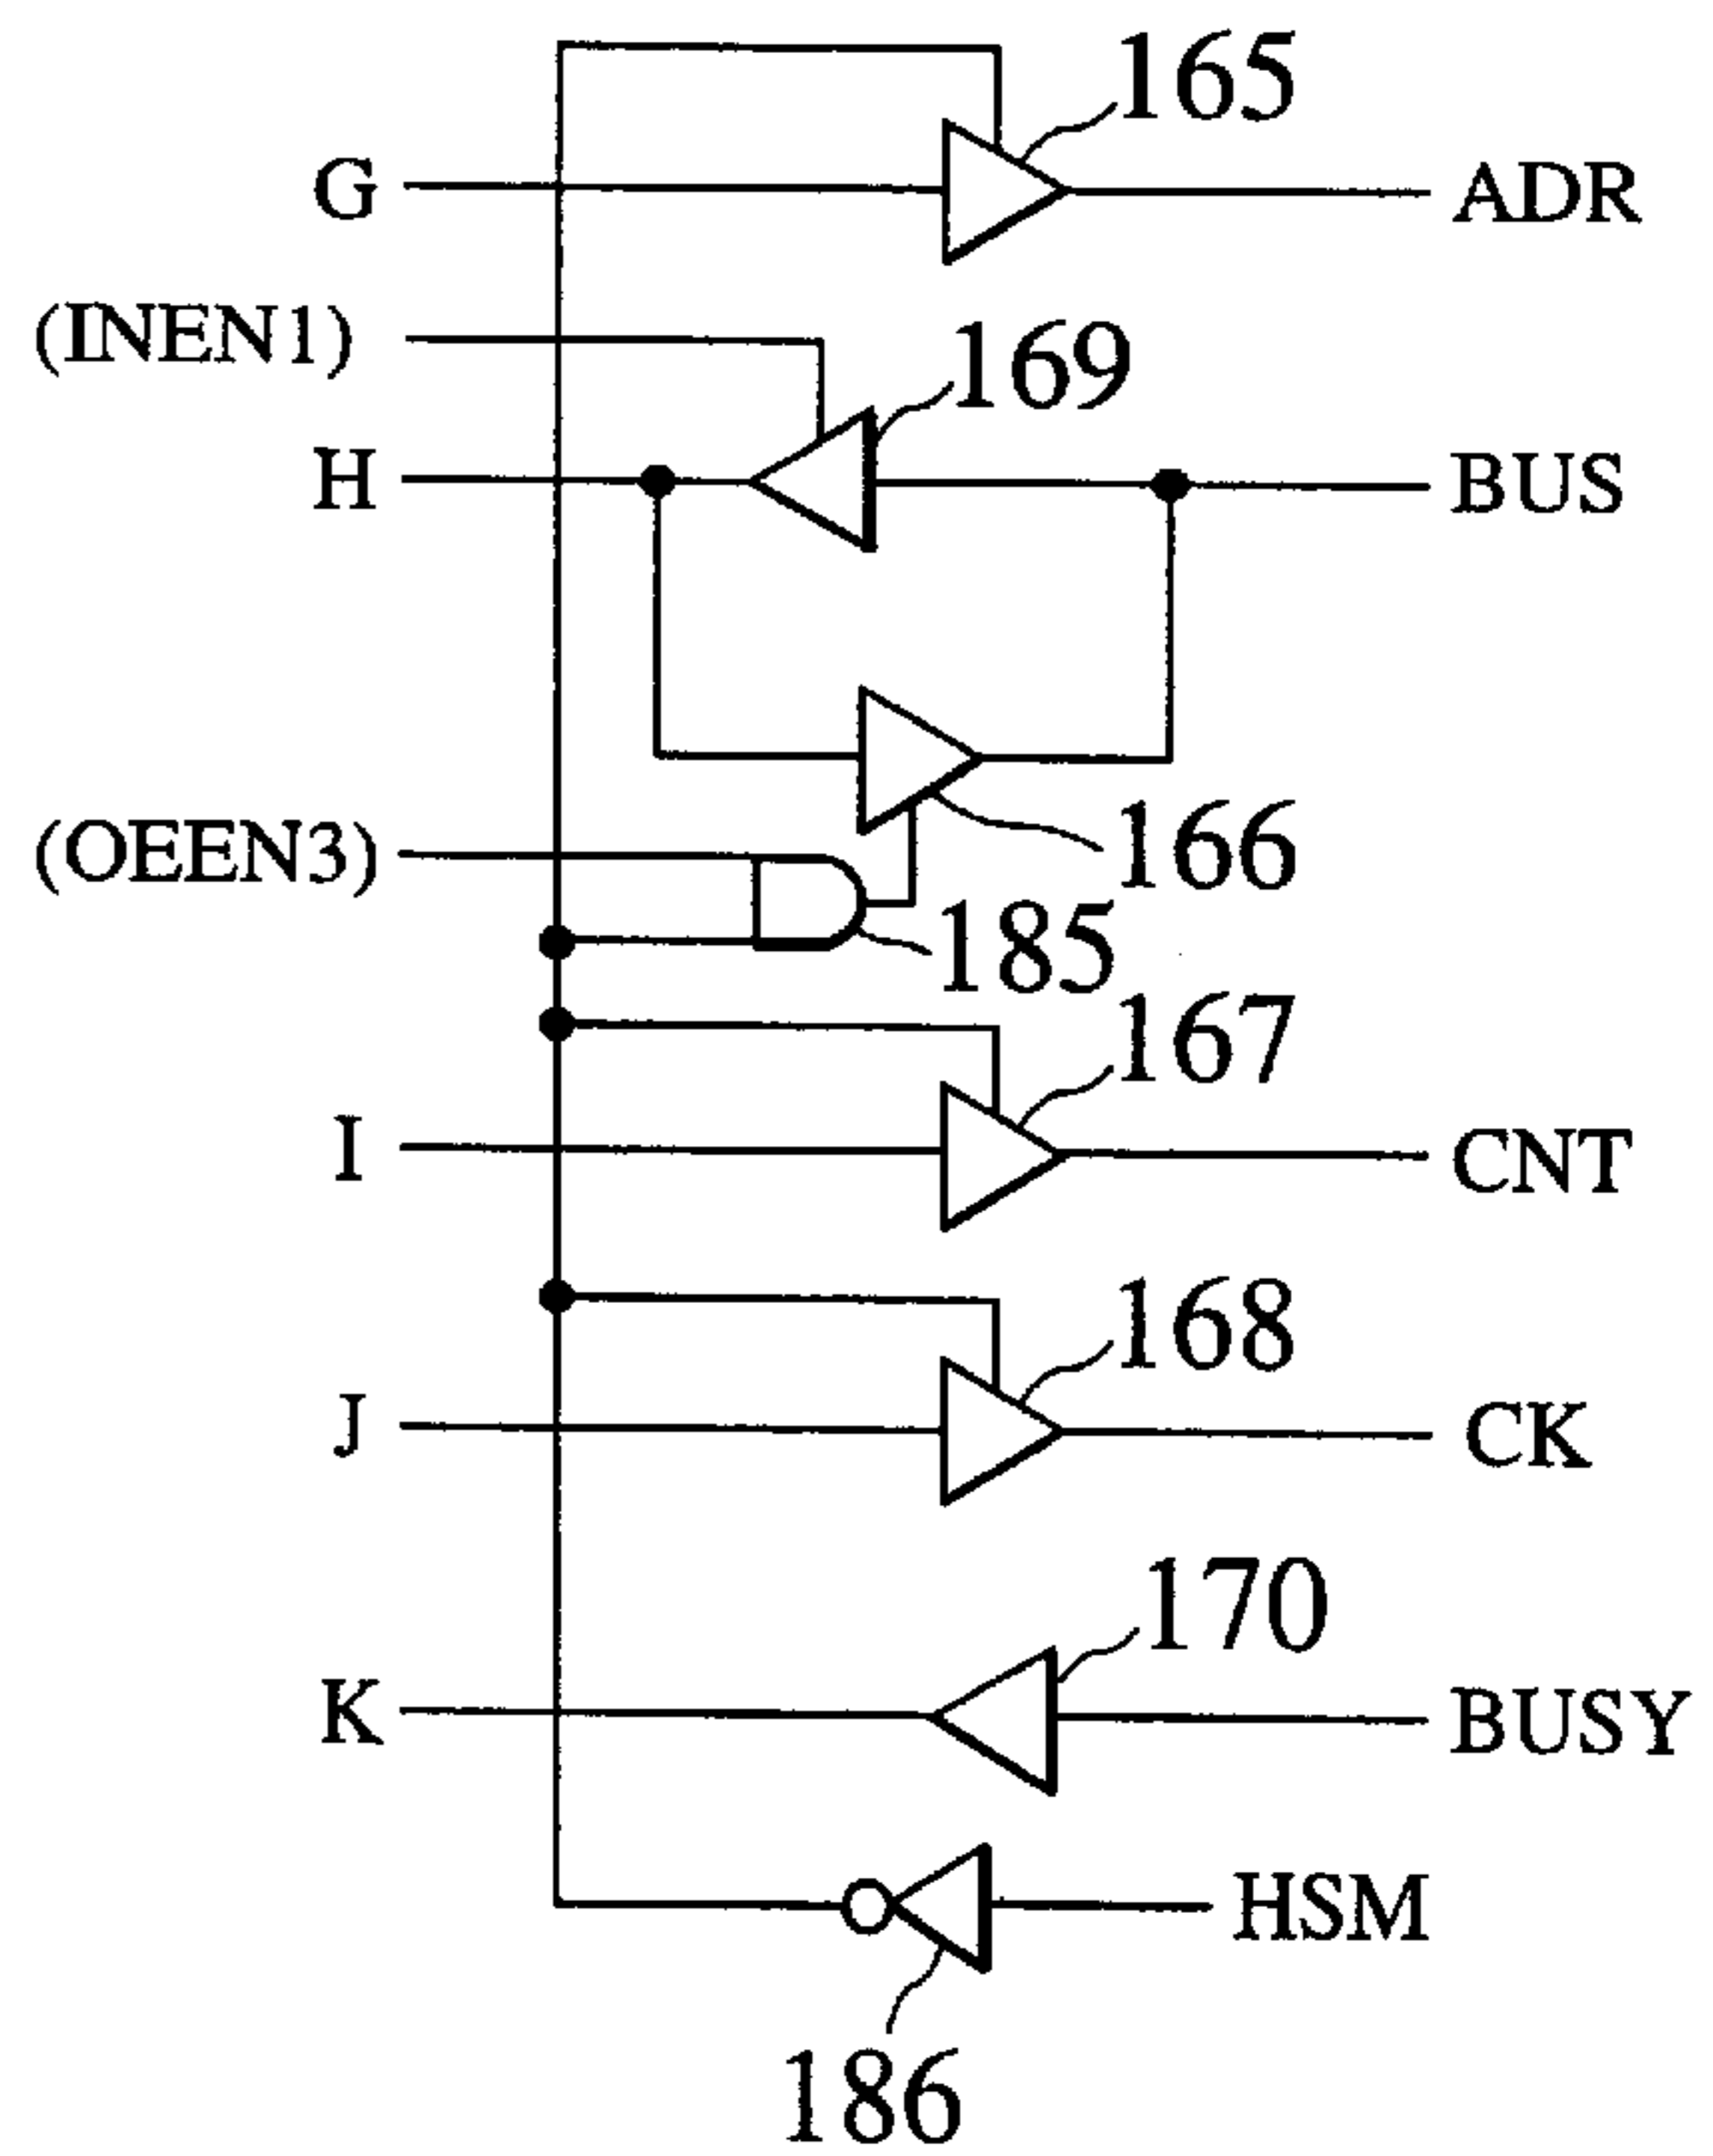 165
G
ADR
(INEN1)
169
H
BUS
166
(OEEN3)
185
167
I
CNT
168
J
CK
170
K
BUSY
HSM
186